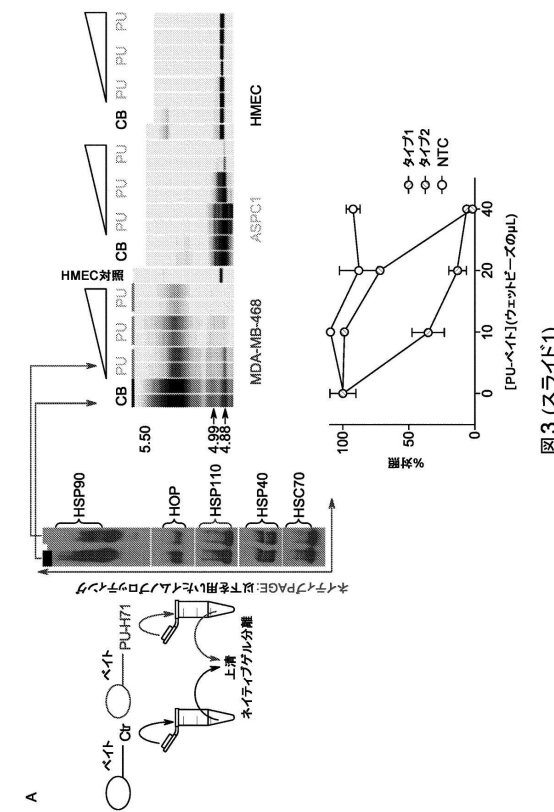 A
ベイト
Ctr
ベイト
PU-H71
上清
ネイティブゲル分離
ネイティブPAGE: 以下を用いたイムノブロッティング
HSP90
HOP
HSP110
HSP40
HSC70
5.50
4.99
4.88
CB PU PU PU
HMEC対照
CB PU PU PU
CB PU PU PU PU
MDA-MB-468
ASPC1
HMEC
%対照
100
50
0
0 10 20 40
[PU-ベイト](ウェットビーズのμL)
タイプ1
タイプ2
NTC
図3 (スライド1)